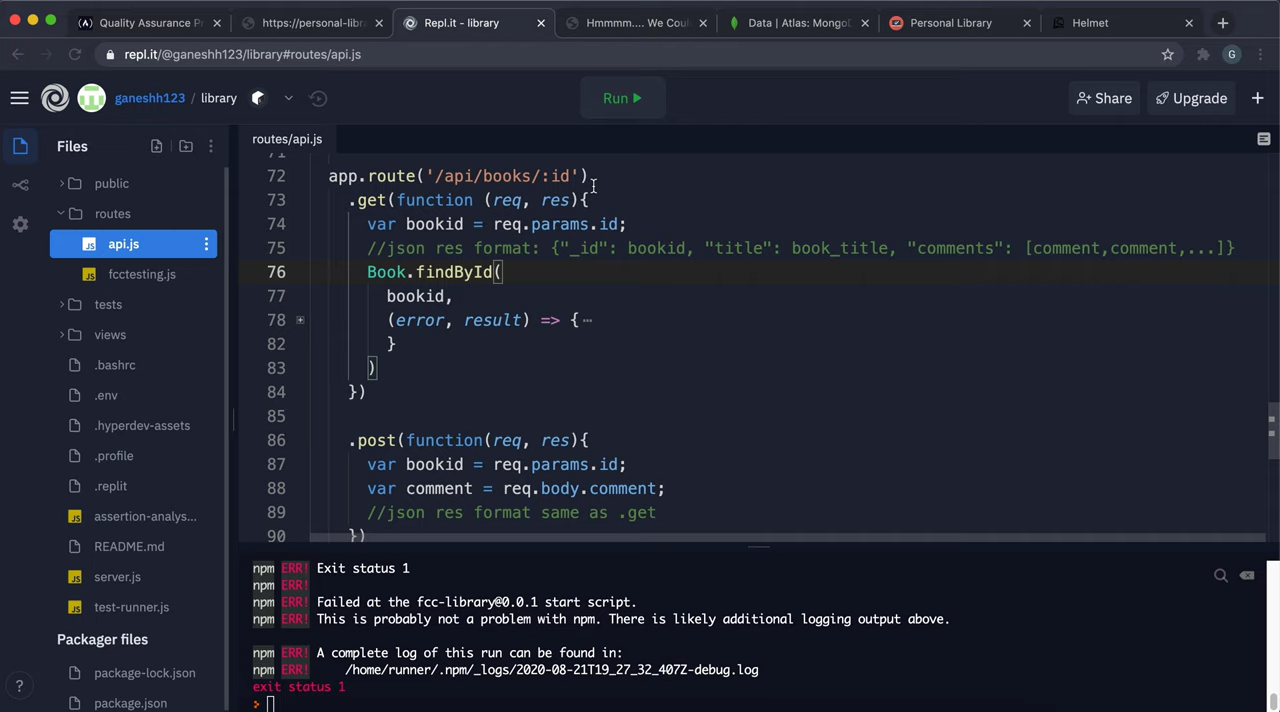 Quality Assurance Pr
https://personal-libr
Repl.it - library
Hmmmm.... We Coul
Data | Atlas: MongoD
Personal Library
Helmet
repl.it/@ganeshh123/library#routes/api.js
G
ganeshh123 / library
Run
Share
Upgrade
Files
routes/api.js
public
routes
api.js
fcctesting.js
tests
views
.bashrc
.env
.hyperdev-assets
.profile
.replit
assertion-analys...
README.md
server.js
test-runner.js
Packager files
package-lock.json
package.json
71
72 app.route('/api/books/:id')
73 .get(function (req, res){
74 var bookid = req.params.id;
75 //json res format: {"_id": bookid, "title": book_title, "comments": [comment,comment,...]}
76 Book.findById(
77 bookid,
78 (error, result) => {
82 }
83 )
84 })
85
86 .post(function(req, res){
87 var bookid = req.params.id;
88 var comment = req.body.comment;
89 //json res format same as .get
90 })
npm ERR! Exit status 1
npm ERR!
npm ERR! Failed at the fcc-library@0.0.1 start script.
npm ERR! This is probably not a problem with npm. There is likely additional logging output above.
npm ERR! A complete log of this run can be found in:
npm ERR! /home/runner/.npm/_logs/2020-08-21T19_27_32_407Z-debug.log
exit status 1